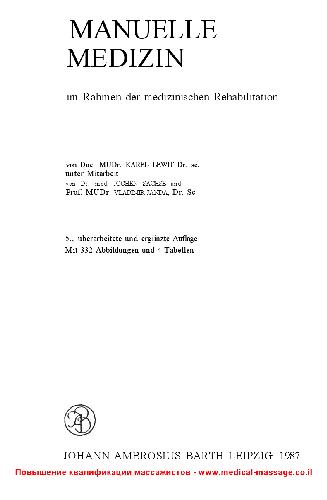 MANUELLE
MEDIZIN
im Rahmen der medizinischen Rehabilitation
von Doz. MUDr. KAREL LEWIT Dr. sc.
unter Mitarbeit
von Dr. med. JOCHEN SACHSE und
Prof. MUDr. VLADIMIR JANDA, Dr. Sc.
5., überarbeitete und ergänzte Auflage
Mit 332 Abbildungen und 4 Tabellen
JOHANN AMBROSIUS BARTH LEIPZIG 1987
Повышение квалификации массажистов - www.medical-massage.co.il